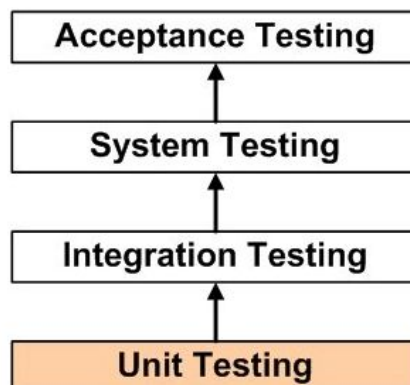 Acceptance Testing
System Testing
Integration Testing
Unit Testing